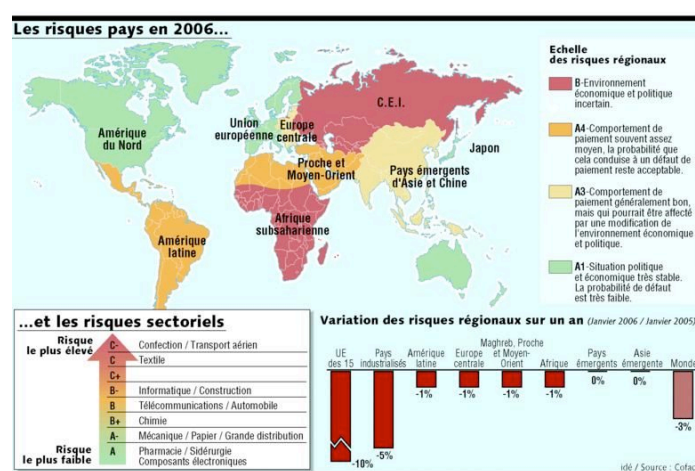 Les risques pays en 2006...
Amérique
du Nord
Union
européenne
Europe
centrale
C.E.I.
Japon
Proche et
Moyen-Orient
Pays émergents
d'Asie et Chine
Afrique
subsaharienne
Amérique
latine
Echelle
des risques régionaux
B-Environnement
économique et politique
incertain.
A4-Comportement de
paiement souvent assez
moyen, la probabilité que
cela conduise à un défaut de
paiement reste acceptable.
A3-Comportement de
paiement généralement bon,
mais qui pourrait être affecté
par une modification de
l'environnement économique
et politique.
A1-Situation politique
et économique très stable.
La probabilité de défaut
est très faible.
...et les risques sectoriels
Risque
le plus élevé
C- Confection / Transport aérien
C Textile
C+
B- Informatique / Construction
B Télécommunications / Automobile
B+ Chimie
A- Mécanique / Papier / Grande distribution
A Pharmacie / Sidérurgie
Composants électroniques
Risque
le plus faible
Variation des risques régionaux sur un an (Janvier 2006 / Janvier 2005)
UE
des 15
Pays
industrialisés
Amérique
latine
Europe
centrale
Maghreb, Proche
et Moyen-
Orient
Afrique
Pays
émergents
Asie
émergente
Monde
-10%
-5%
-1%
-1%
-1%
-1%
0%
0%
-3%
idé / Source : Cofac